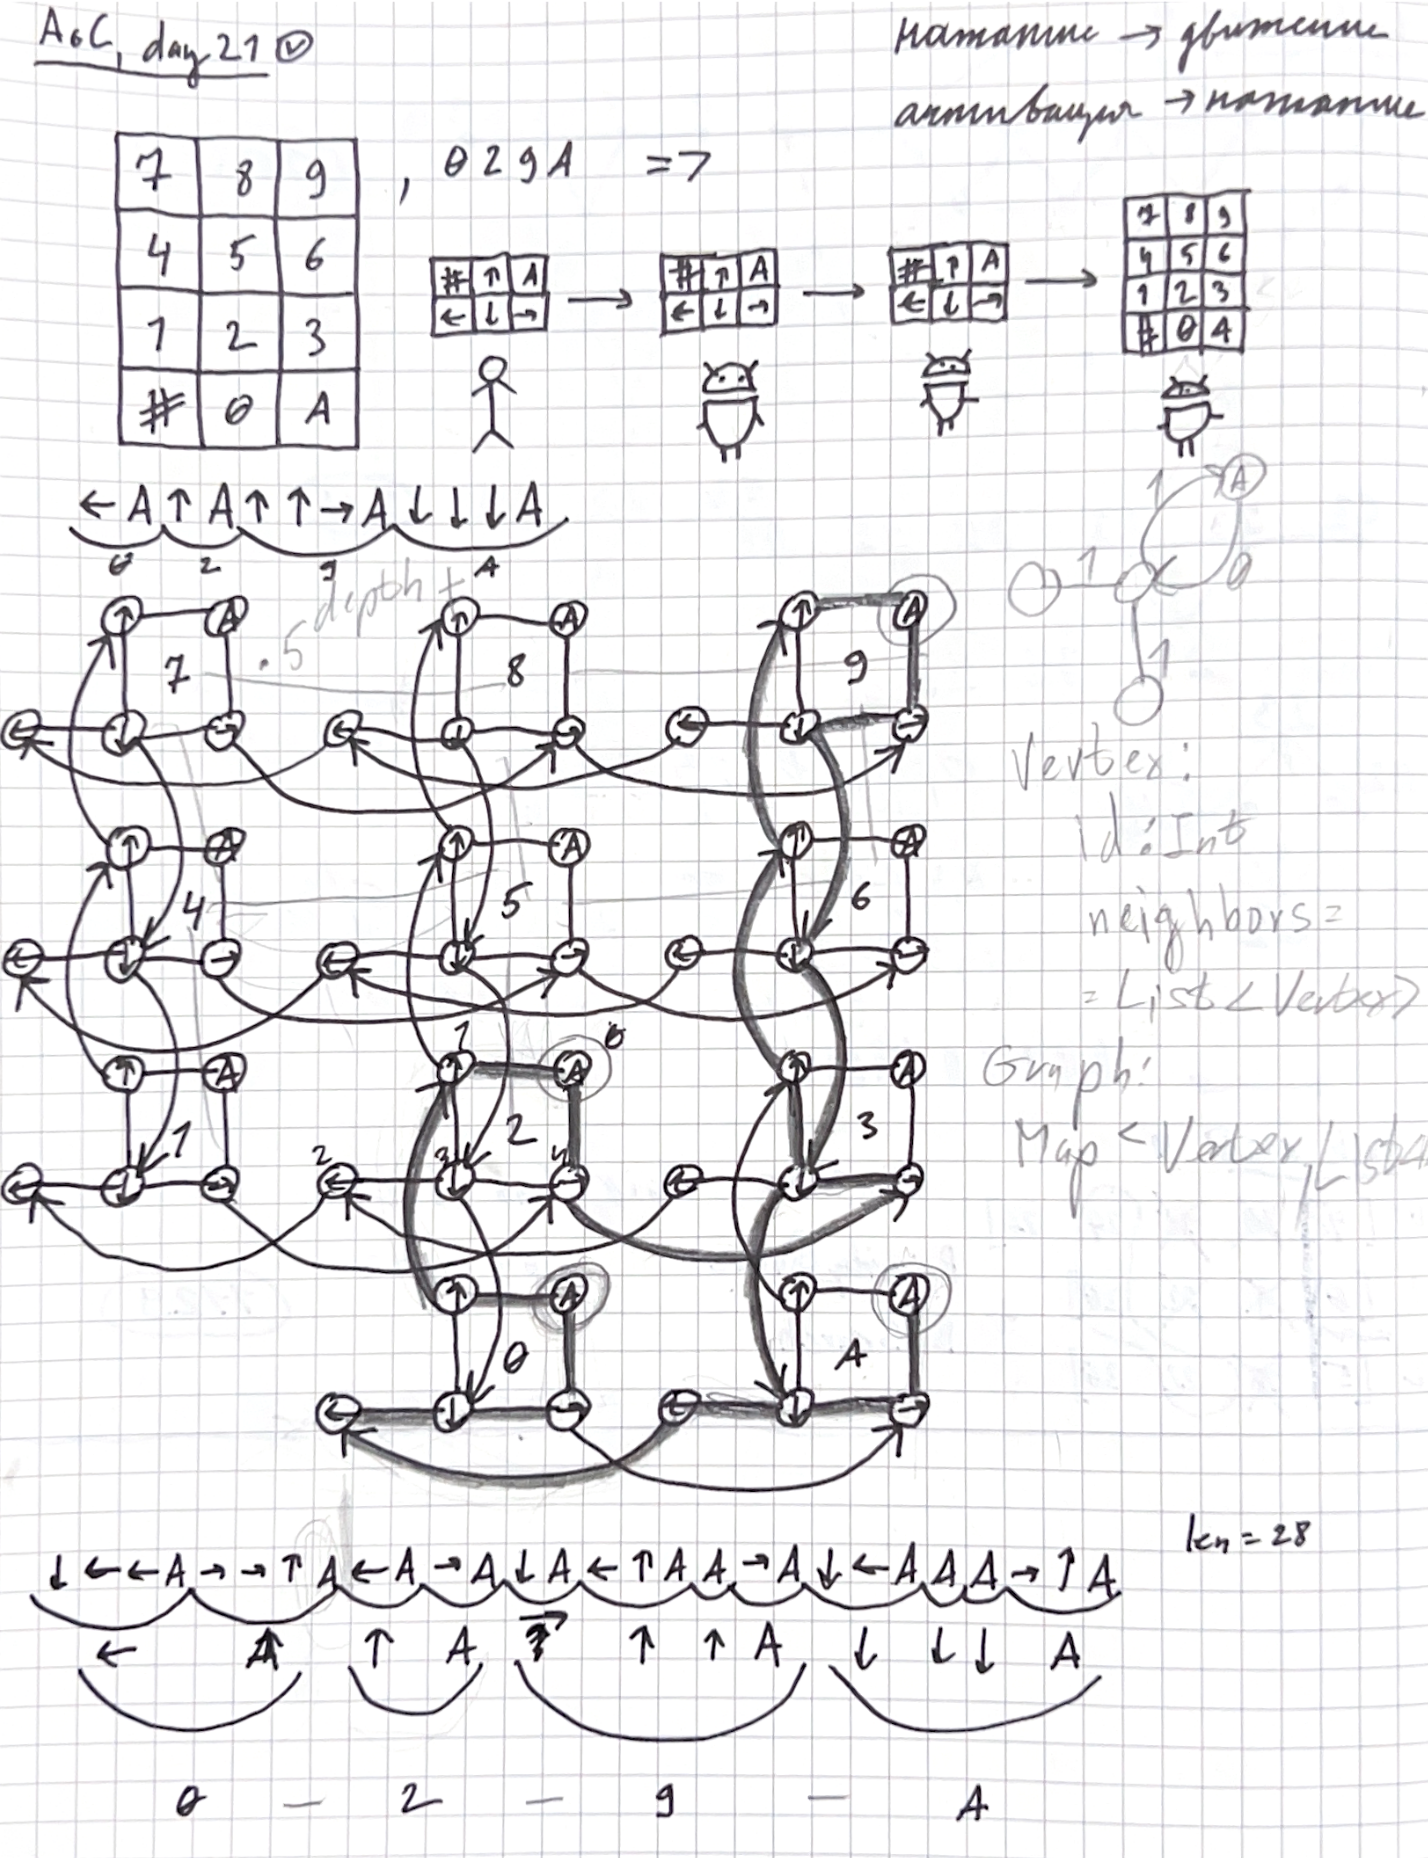 AoC, day 21
нажатие → движение
активация → нажатие
7 8 9
4 5 6
1 2 3
# 0 A
, 029A =>
# ↑ A
← ↓ →
# ↑ A
← ↓ →
# ↑ A
← ↓ →
7 8 9
4 5 6
1 2 3
# 0 A
← A ↑ A ↑ ↑ → A ↓ ↓ ↓ A
0 2 9 A
depth +
.5
1 A
1 0
1
↑ A ↑ A ↑ A
7 8 9
← ↓ → ← ↓ → ← ↓ →
Vertex:
id: Int
neighbors =
= List < Vertex >
↑ A ↑ A ↑ A
4 5 6
← ↓ → ← ↓ → ← ↓ →
Graph:
Map < Vertex, List <
1 0
↑ A ↑ A ↑ A
1 2 3
2 3 4
← ↓ → ← ↓ → ← ↓ →
↑ A ↑ A
0 A
← ↓ → ← ↓ →
len = 28
↓ ← ← A → → ↑ A ← A → A ↓ A ← ↑ A A → A ↓ ← A A A → ↑ A
← A ↑ A → ↑ ↑ A ↓ ↓ ↓ A
0 – 2 – 9 – A